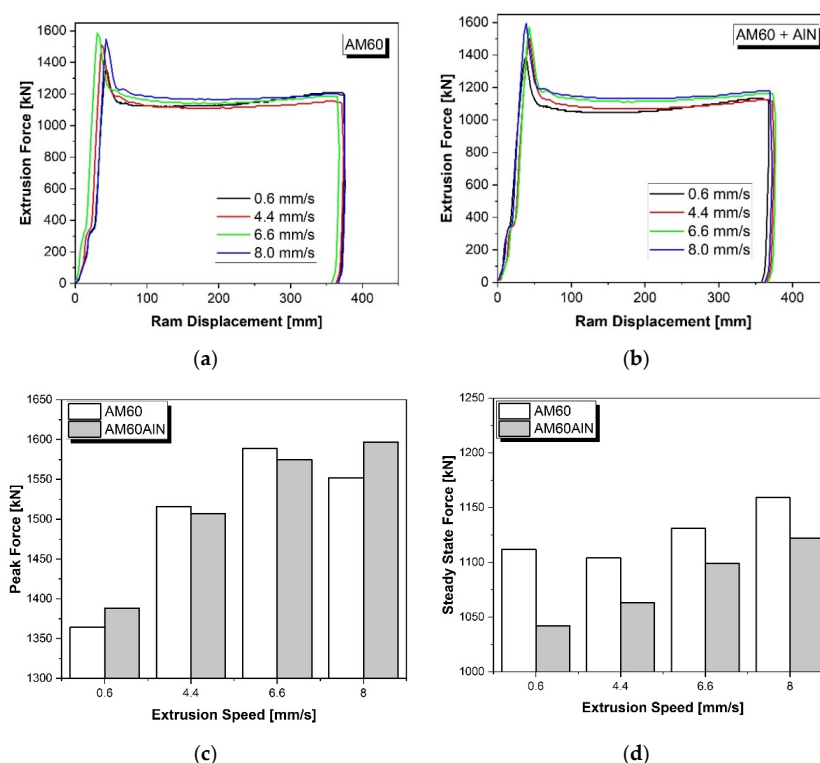 1600
1400
1200
1000
800
600
400
200
0
Extrusion Force [kN]
AM60
0.6 mm/s
4.4 mm/s
6.6 mm/s
8.0 mm/s
0 100 200 300 400
Ram Displacement [mm]
(a)
1600
1400
1200
1000
800
600
400
200
0
Extrusion Force [kN]
AM60 + AlN
0.6 mm/s
4.4 mm/s
6.6 mm/s
8.0 mm/s
0 100 200 300 400
Ram Displacement [mm]
(b)
1650
1600
1550
1500
1450
1400
1350
1300
Peak Force [kN]
AM60
AM60AlN
0.6 4.4 6.6 8
Extrusion Speed [mm/s]
(c)
1250
1200
1150
1100
1050
1000
Steady State Force [kN]
AM60
AM60AlN
0.6 4.4 6.6 8
Extrusion Speed [mm/s]
(d)